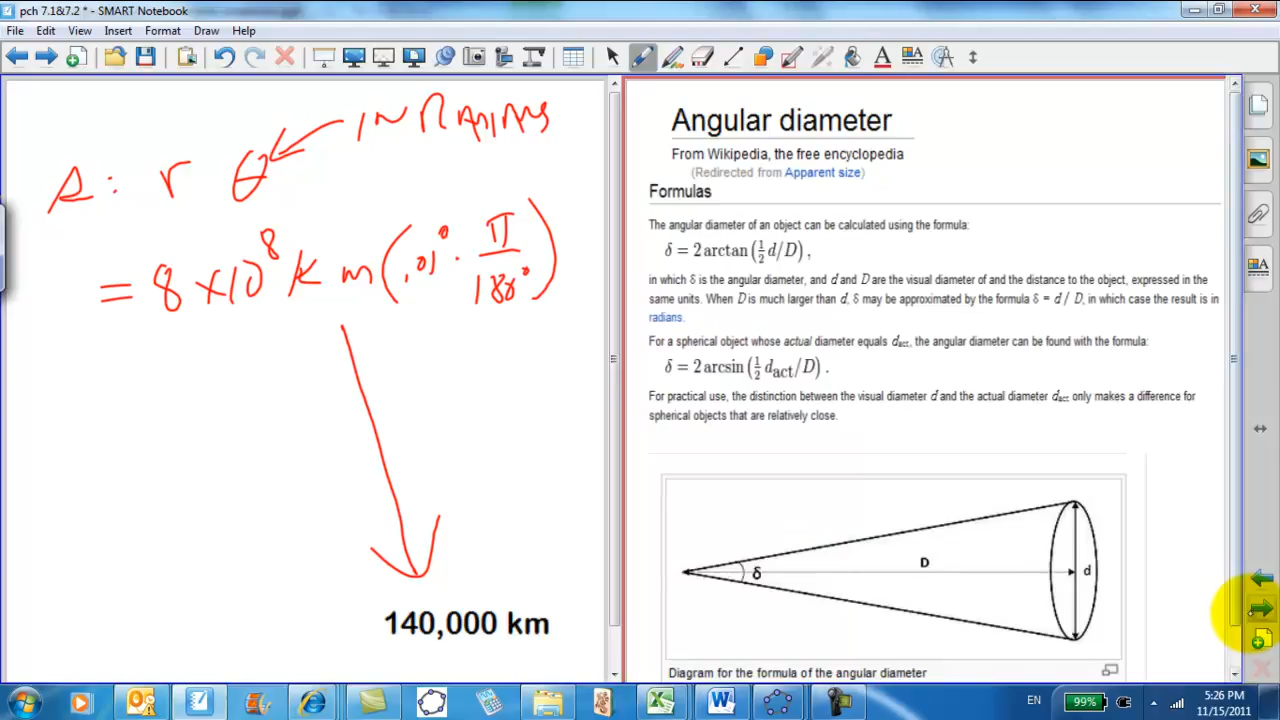 pch 7.1&7.2 * - SMART Notebook
File Edit View Insert Format Draw Help
IN RADIANS
s = r θ
= 8 × 10⁸ km (.01° · π/180°)
140,000 km
Angular diameter
From Wikipedia, the free encyclopedia
(Redirected from Apparent size)
Formulas
The angular diameter of an object can be calculated using the formula:
δ = 2 arctan (½ d/D) ,
in which δ is the angular diameter, and d and D are the visual diameter of and the distance to the object, expressed in the
same units. When D is much larger than d, δ may be approximated by the formula δ = d / D, in which case the result is in
radians.
For a spherical object whose actual diameter equals dact, the angular diameter can be found with the formula:
δ = 2 arcsin (½ dact/D) .
For practical use, the distinction between the visual diameter d and the actual diameter dact only makes a difference for
spherical objects that are relatively close.
δ D d
Diagram for the formula of the angular diameter
EN 99% 5:26 PM
11/15/2011